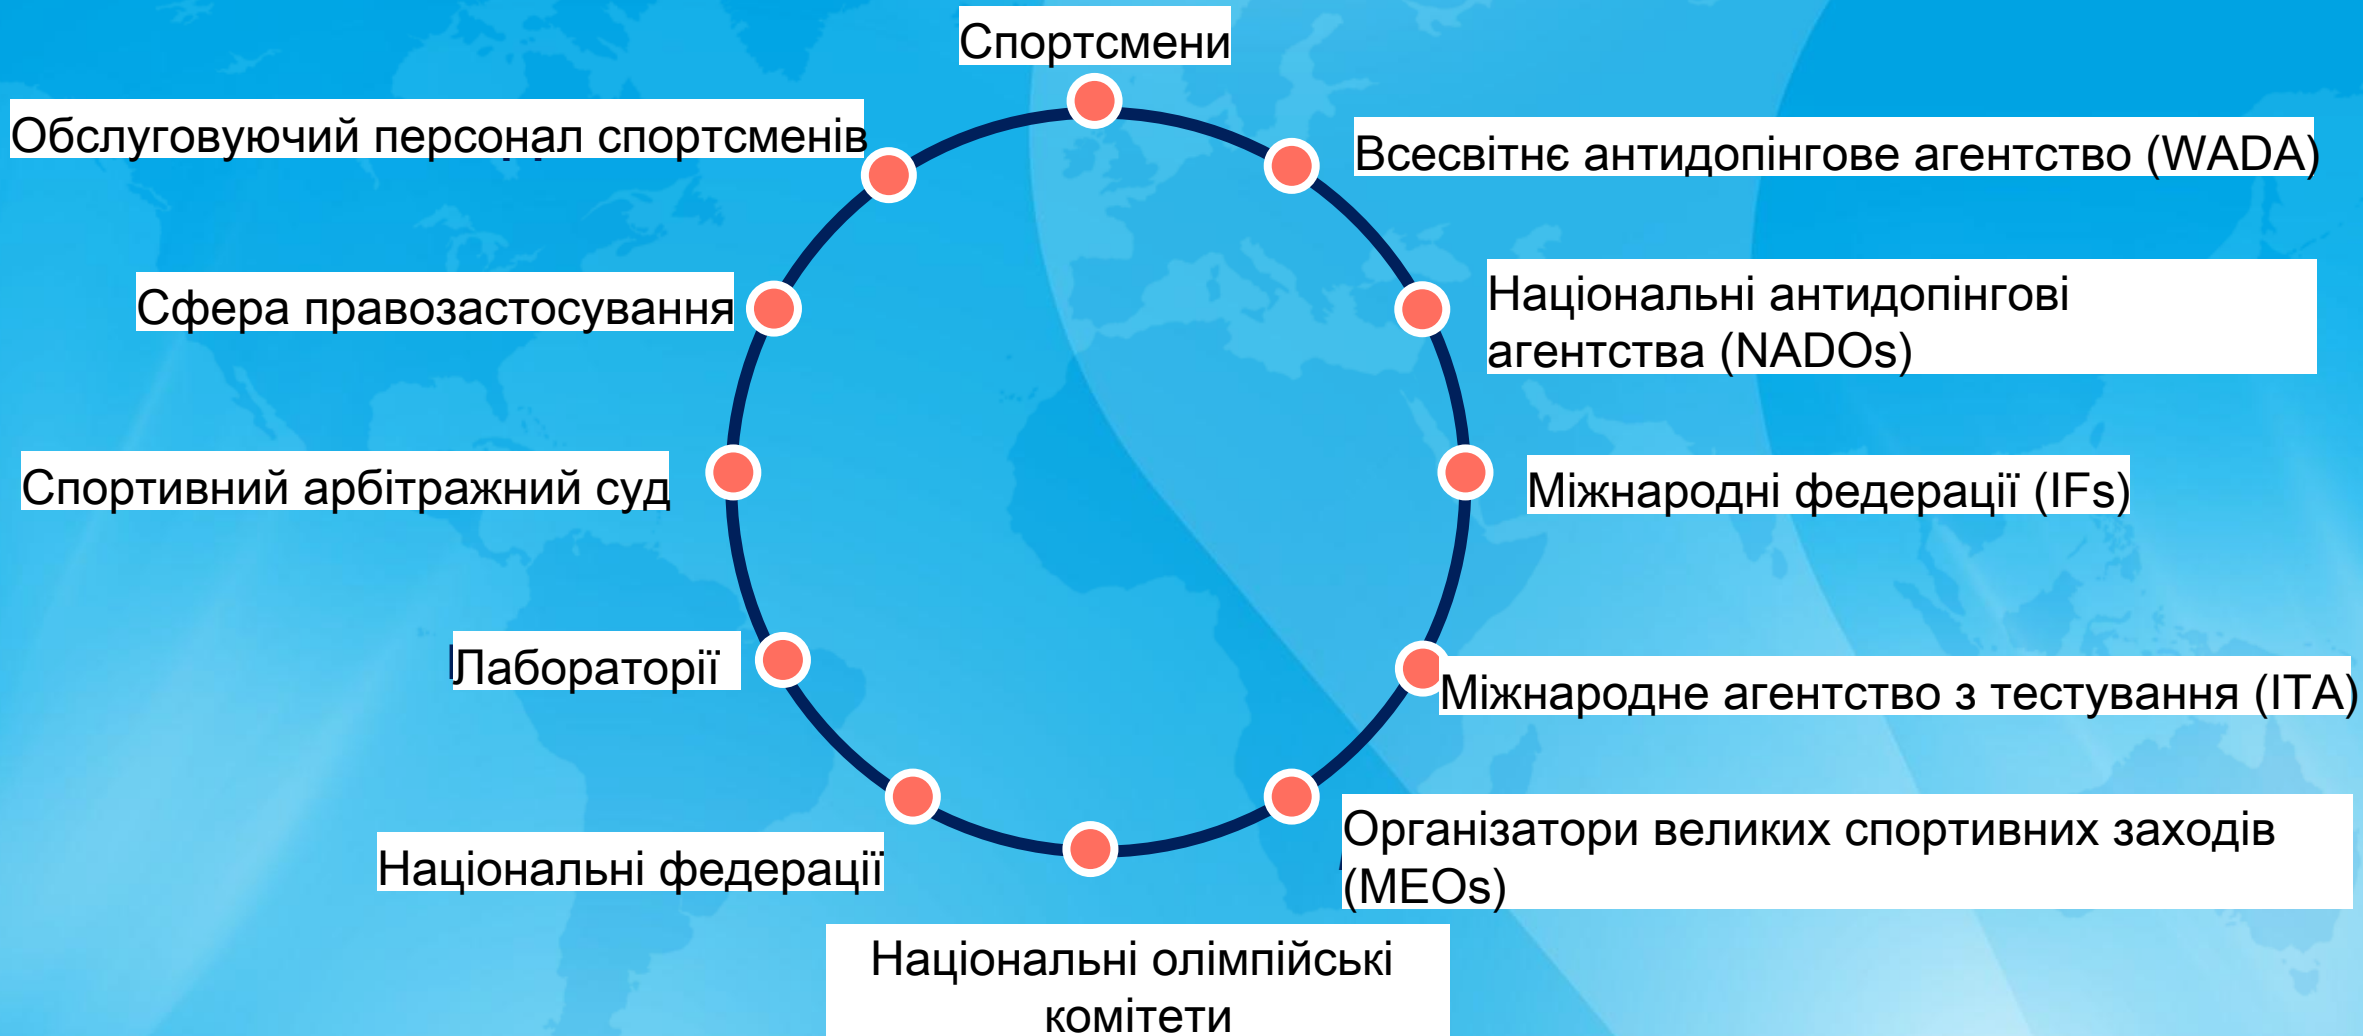 Спортсмени
Обслуговуючий персонал спортсменів
Всесвітнє антидопінгове агентство (WADA)
Сфера правозастосування
Національні антидопінгові
агентства (NADOs)
Спортивний арбітражний суд
Міжнародні федерації (IFs)
Лабораторії
Міжнародне агентство з тестування (ITA)
Національні федерації
Організатори великих спортивних заходів
(MEOs)
Національні олімпійські
комітети